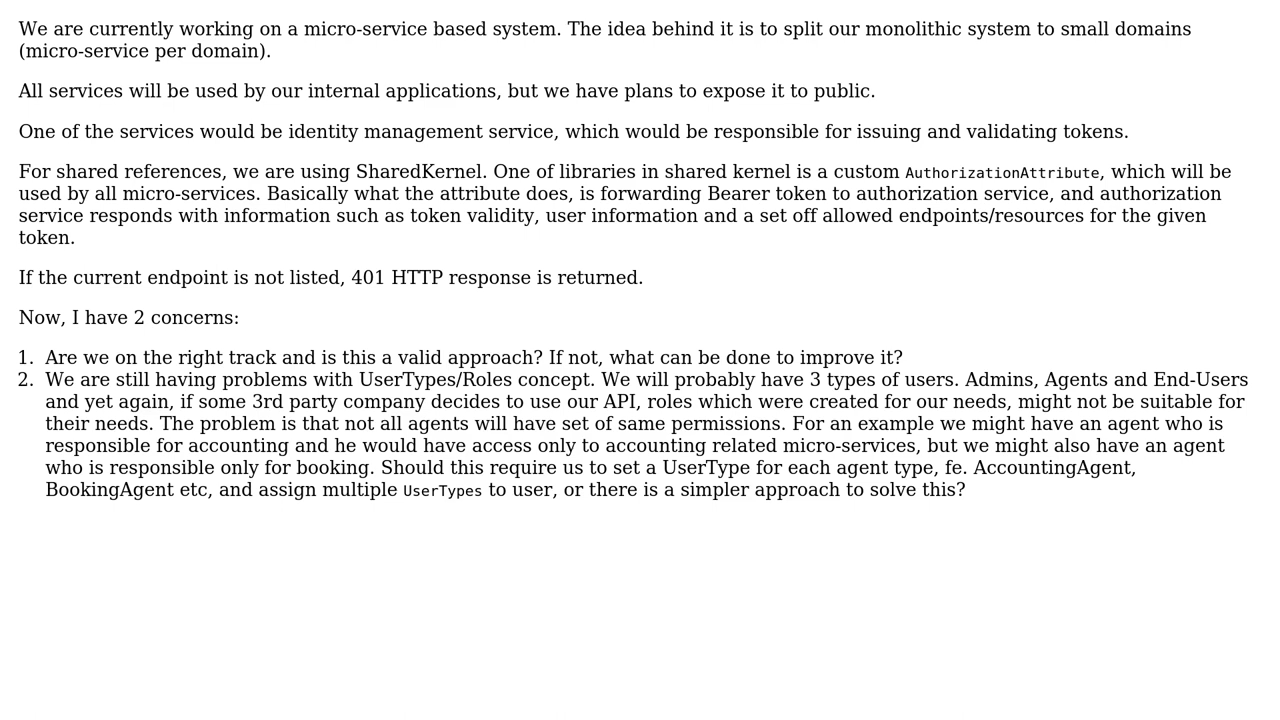 We are currently working on a micro-service based system. The idea behind it is to split our monolithic system to small domains
(micro-service per domain).
All services will be used by our internal applications, but we have plans to expose it to public.
One of the services would be identity management service, which would be responsible for issuing and validating tokens.
For shared references, we are using SharedKernel. One of libraries in shared kernel is a custom AuthorizationAttribute, which will be
used by all micro-services. Basically what the attribute does, is forwarding Bearer token to authorization service, and authorization
service responds with information such as token validity, user information and a set off allowed endpoints/resources for the given
token.
If the current endpoint is not listed, 401 HTTP response is returned.
Now, I have 2 concerns:
1. Are we on the right track and is this a valid approach? If not, what can be done to improve it?
2. We are still having problems with UserTypes/Roles concept. We will probably have 3 types of users. Admins, Agents and End-Users
and yet again, if some 3rd party company decides to use our API, roles which were created for our needs, might not be suitable for
their needs. The problem is that not all agents will have set of same permissions. For an example we might have an agent who is
responsible for accounting and he would have access only to accounting related micro-services, but we might also have an agent
who is responsible only for booking. Should this require us to set a UserType for each agent type, fe. AccountingAgent,
BookingAgent etc, and assign multiple UserTypes to user, or there is a simpler approach to solve this?